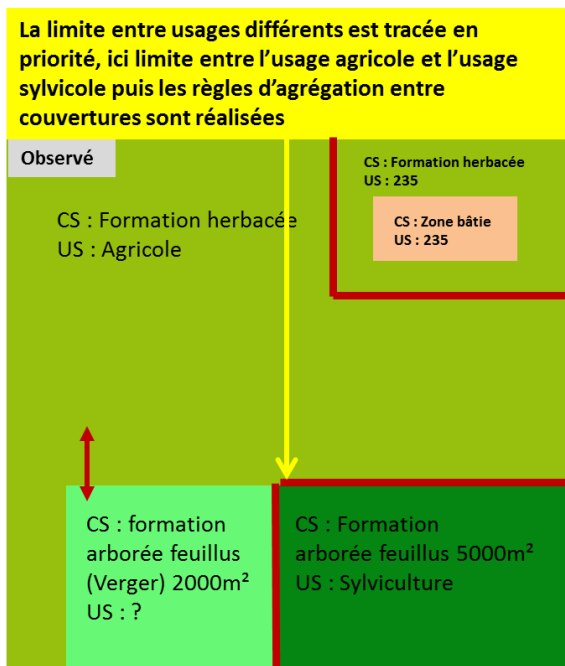 La limite entre usages différents est tracée en
priorité, ici limite entre l’usage agricole et l’usage
sylvicole puis les règles d’agrégation entre
couvertures sont réalisées
Observé
CS : Formation herbacée
US : 235
CS : Zone bâtie
US : 235
CS : Formation herbacée
US : Agricole
CS : formation
arborée feuillus
(Verger) 2000m²
US : ?
CS : Formation
arborée feuillus 5000m²
US : Sylviculture